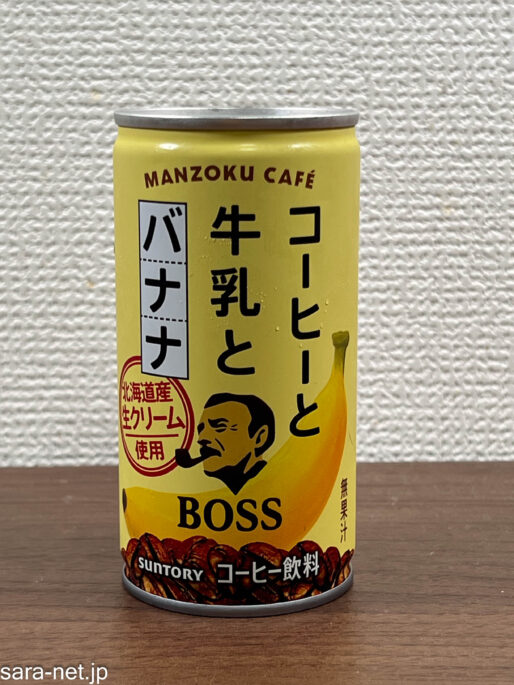 MANZOKU CAFÉ
コーヒーと
牛乳と
バナナ
北海道産
生クリーム
使用
BOSS
無果汁
SUNTORY コーヒー飲料
sara-net.jp